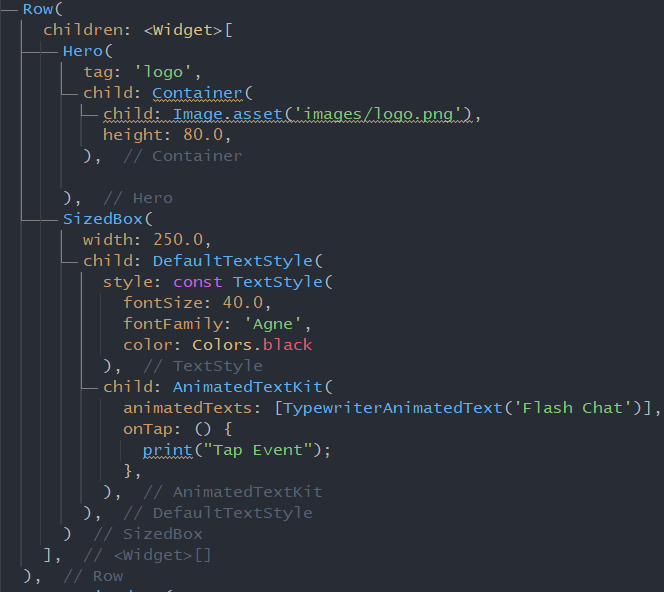 Row(
children: <Widget>[
Hero(
tag: 'logo',
child: Container(
child: Image.asset('images/logo.png'),
height: 80.0,
),  // Container
),  // Hero
SizedBox(
width: 250.0,
child: DefaultTextStyle(
style: const TextStyle(
fontSize: 40.0,
fontFamily: 'Agne',
color: Colors.black
),  // TextStyle
child: AnimatedTextKit(
animatedTexts: [TypewriterAnimatedText('Flash Chat')],
onTap: () {
print("Tap Event");
},
),  // AnimatedTextKit
),  // DefaultTextStyle
)  // SizedBox
],  // <Widget>[]
),  // Row